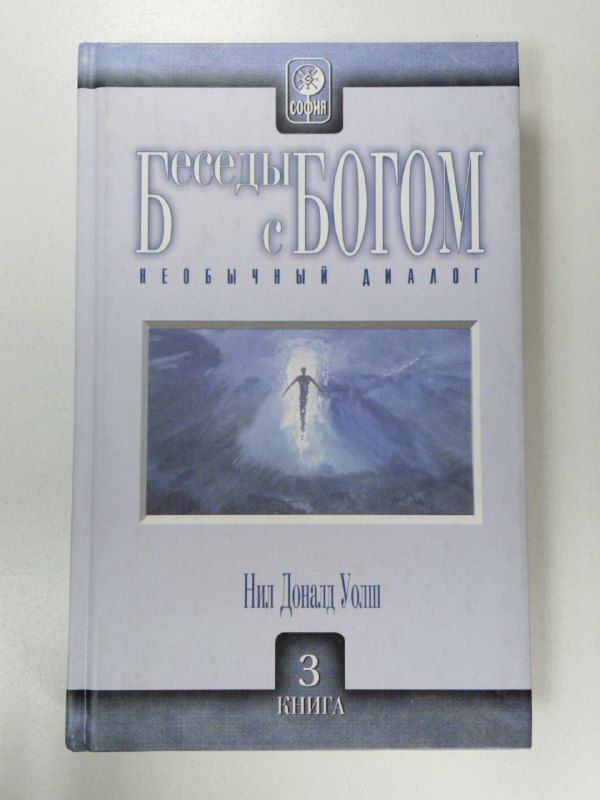 СОФИЯ
Беседы
с БОГОМ
НЕОБЫЧНЫЙ ДИАЛОГ
Нил Доналд Уолш
3
КНИГА